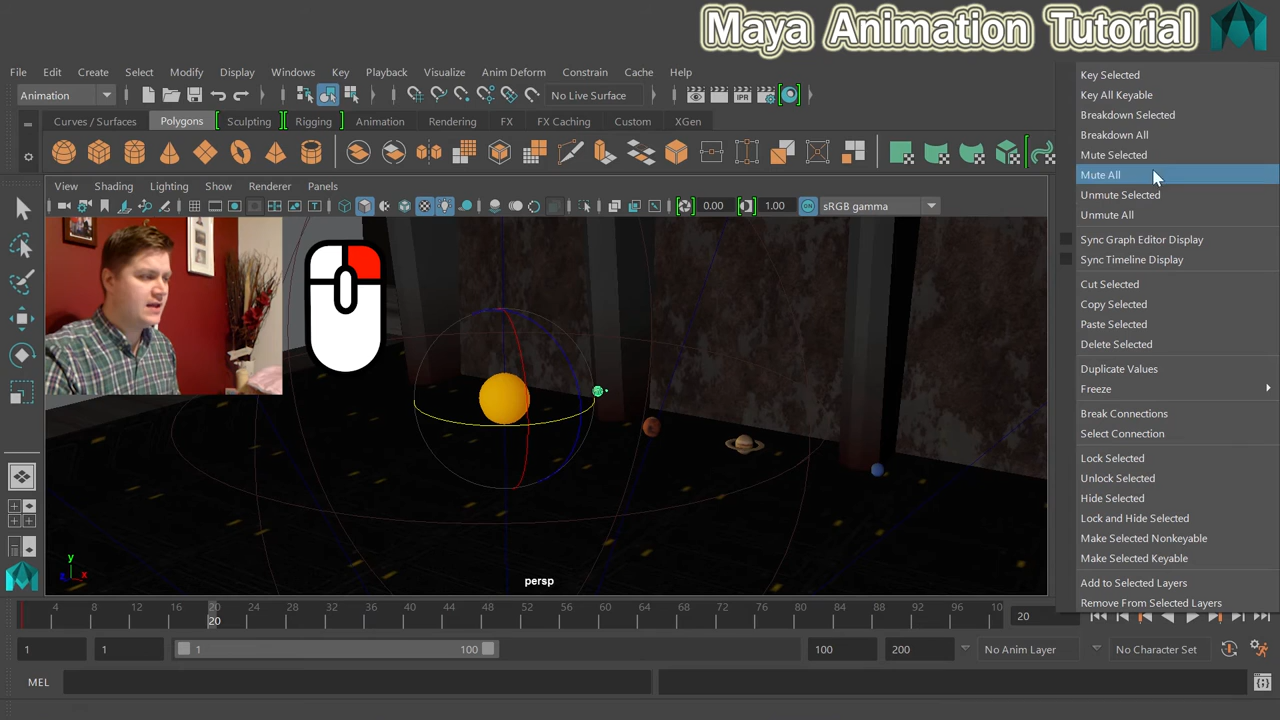 Maya Animation Tutorial
File Edit Create Select Modify Display Windows Key Playback Visualize Anim Deform Constrain Cache Help
Animation No Live Surface
Curves / Surfaces Polygons Sculpting Rigging Animation Rendering FX FX Caching Custom XGen
View Shading Lighting Show Renderer Panels
0.00 1.00 ON sRGB gamma
Key Selected
Key All Keyable
Breakdown Selected
Breakdown All
Mute Selected
Mute All
Unmute Selected
Unmute All
Sync Graph Editor Display
Sync Timeline Display
Cut Selected
Copy Selected
Paste Selected
Delete Selected
Duplicate Values
Freeze
Break Connections
Select Connection
Lock Selected
Unlock Selected
Hide Selected
Lock and Hide Selected
Make Selected Nonkeyable
Make Selected Keyable
Add to Selected Layers
Remove From Selected Layers
y
z x
persp
4 8 12 16 20 24 28 32 36 40 44 48 52 56 60 64 68 72 76 80 84 88 92 96 100
20 20
1 1 1 100 100 200 No Anim Layer No Character Set
MEL